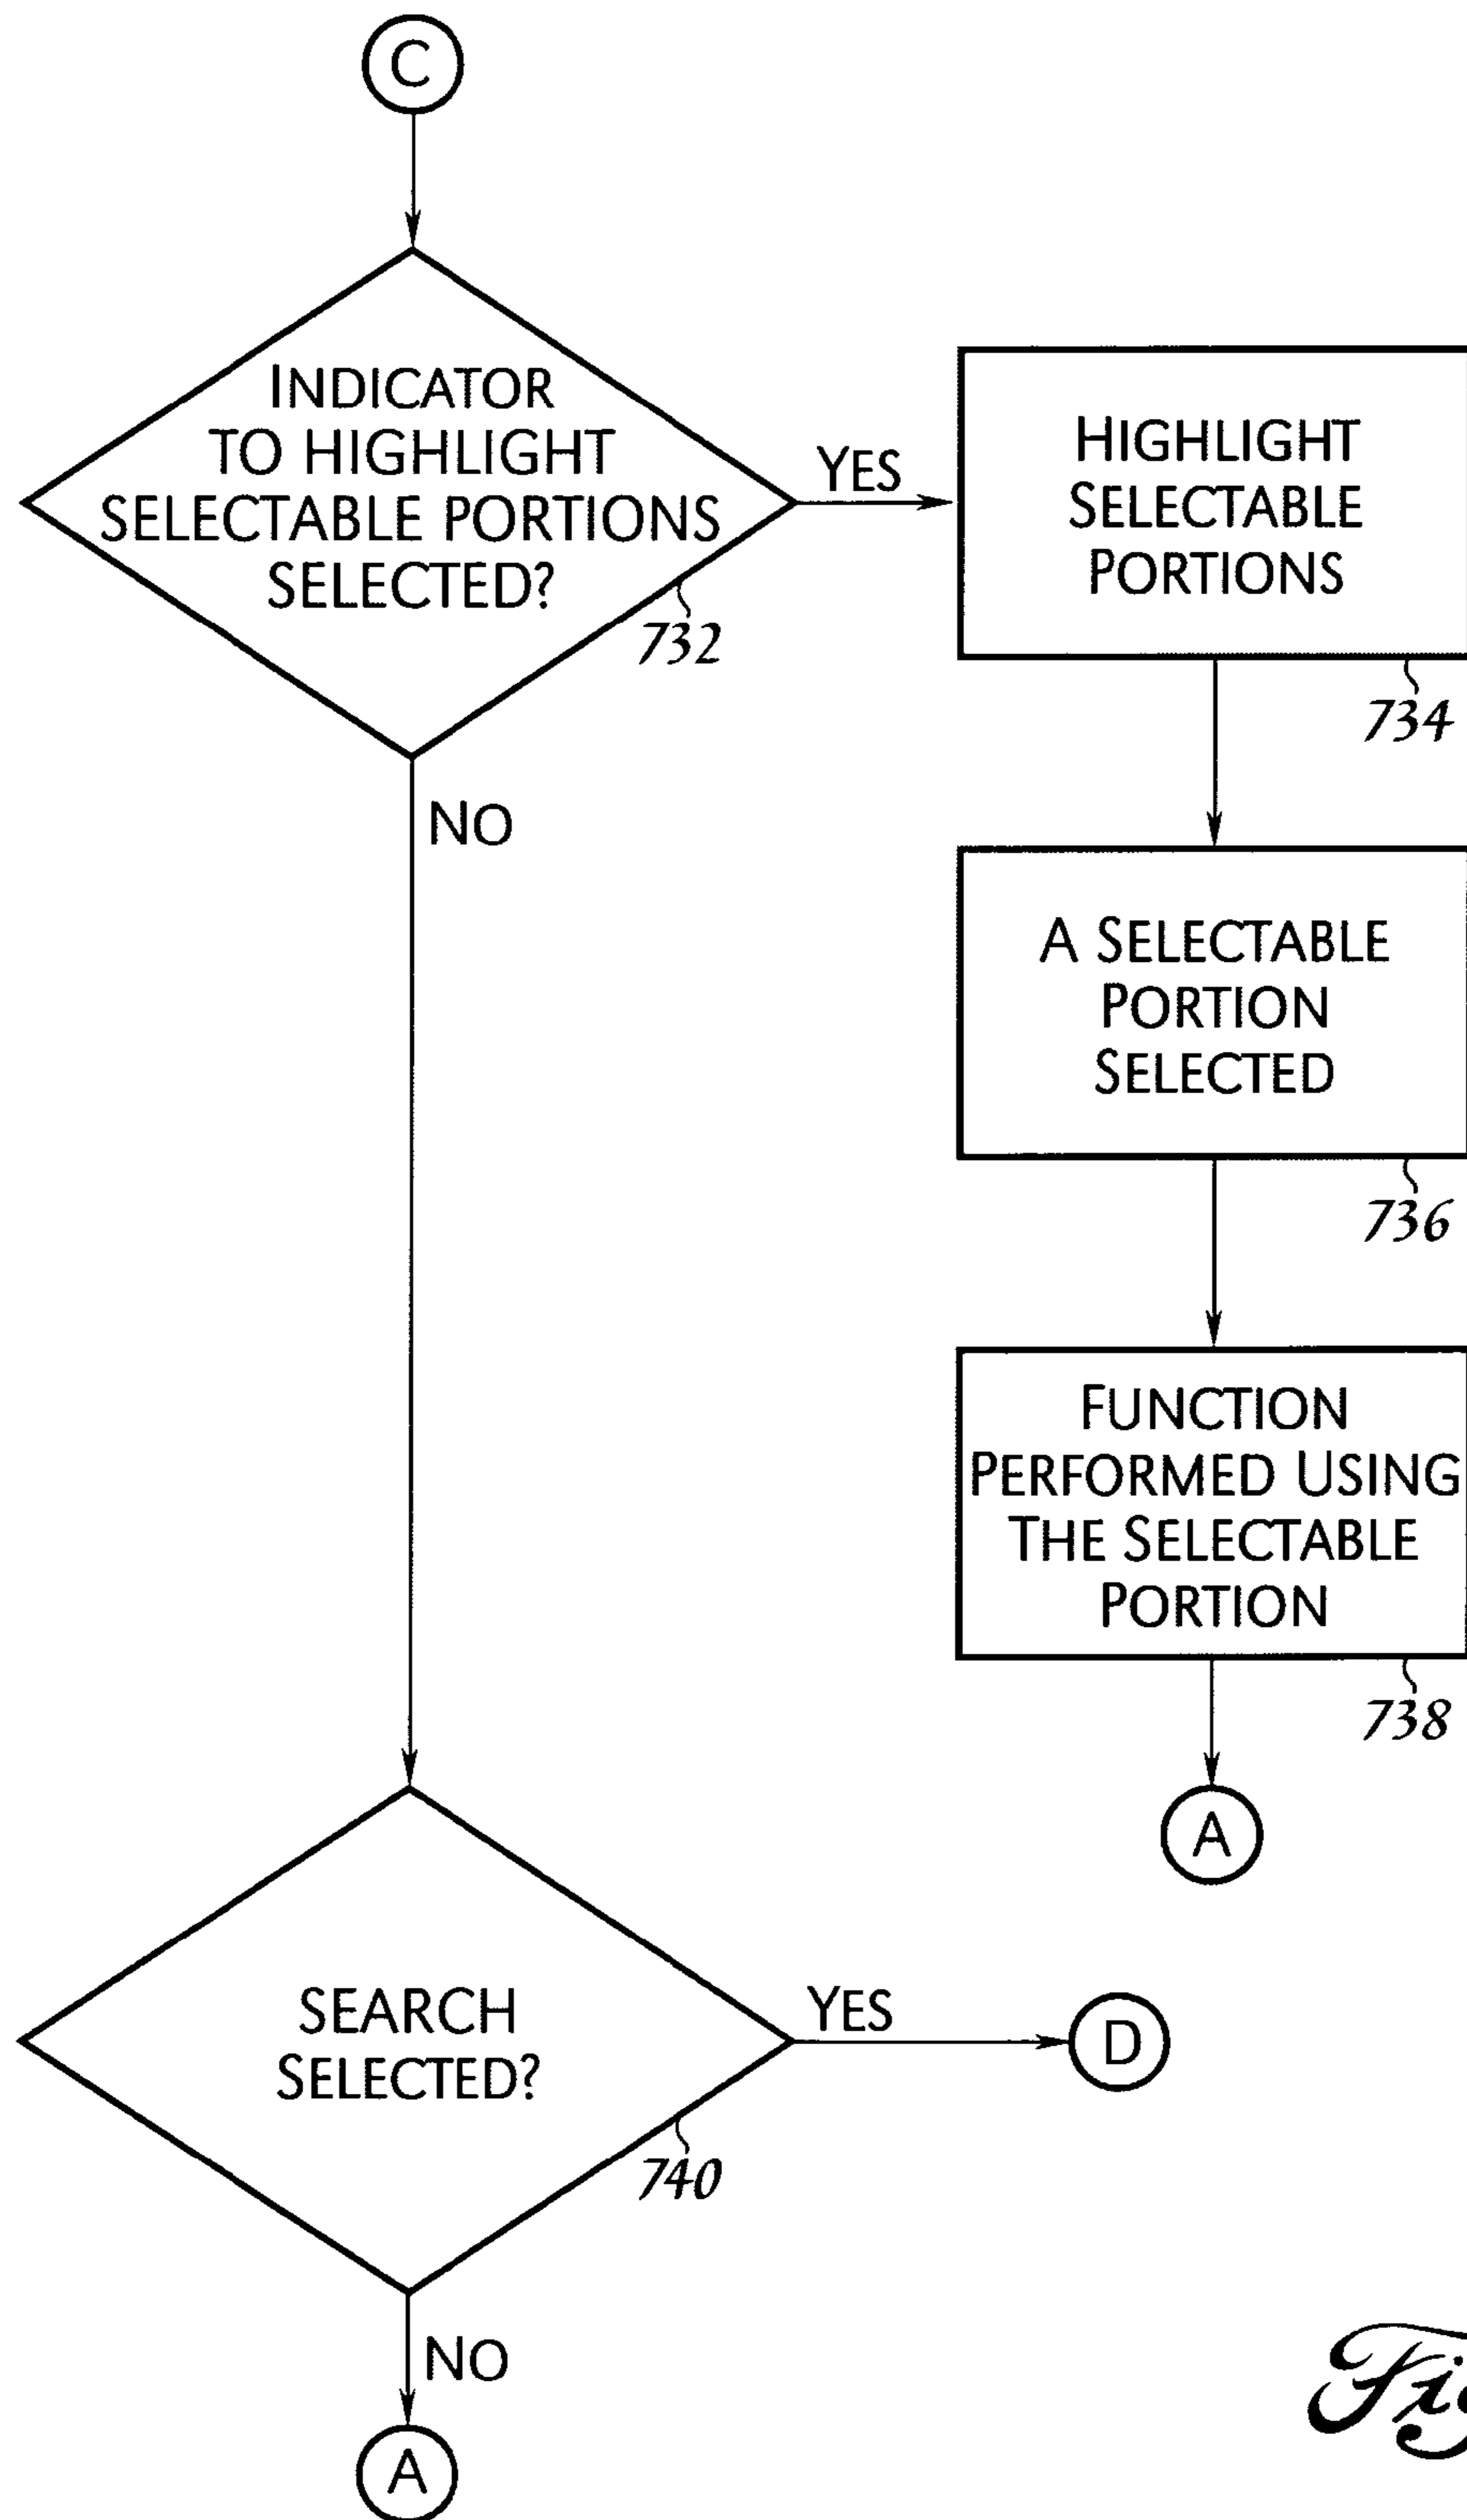 C
INDICATOR
TO HIGHLIGHT
SELECTABLE PORTIONS
SELECTED?
732
YES
HIGHLIGHT
SELECTABLE
PORTIONS
734
NO
A SELECTABLE
PORTION
SELECTED
736
FUNCTION
PERFORMED USING
THE SELECTABLE
PORTION
738
A
SEARCH
SELECTED?
740
YES
D
NO
A